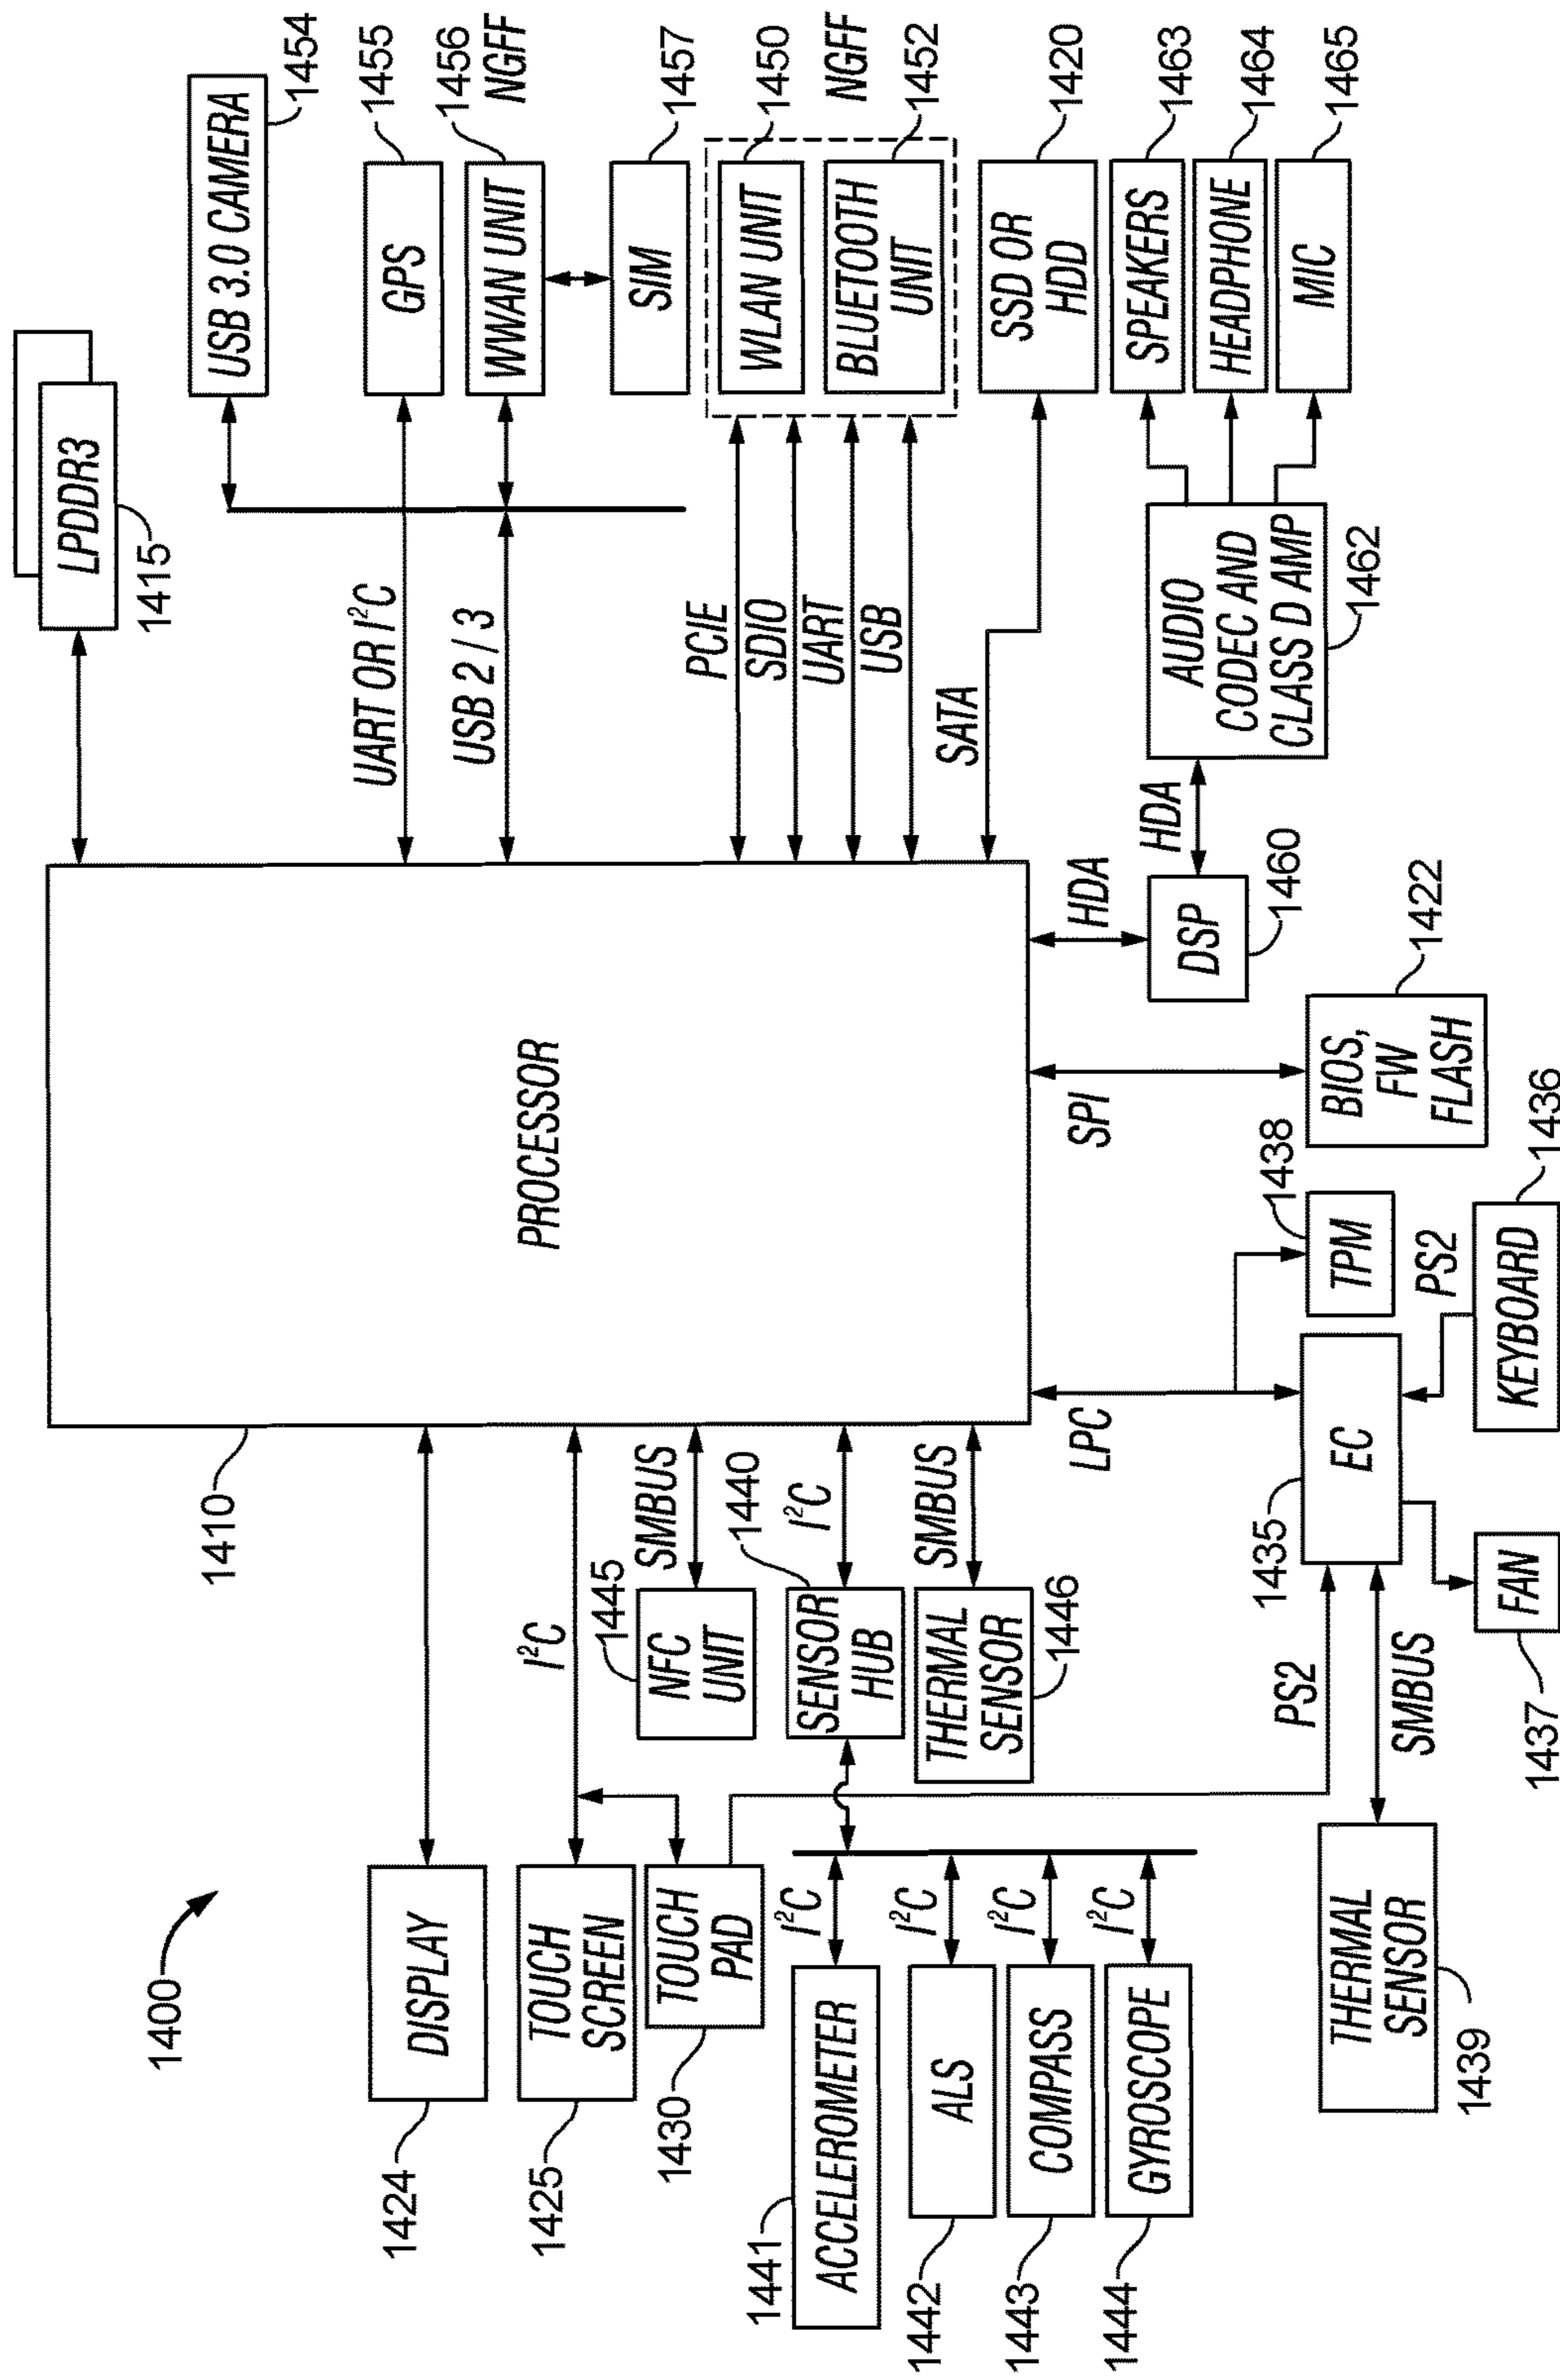 1400
LPDDR3
1415
USB 3.0 CAMERA
1454
DISPLAY
1424
1410
PROCESSOR
UART OR I²C
GPS
1455
USB 2 / 3
WWAN UNIT
1456
NGFF
SIM
1457
TOUCH
SCREEN
1425
I²C
TOUCH
PAD
1430
NFC
UNIT
1445
SMBUS
SENSOR
HUB
1440
I²C
THERMAL
SENSOR
1446
SMBUS
PCIE
SDIO
UART
USB
WLAN UNIT
1450
BLUETOOTH
UNIT
1452
NGFF
SATA
SSD OR
HDD
1420
ACCELEROMETER
1441
I²C
ALS
1442
I²C
COMPASS
1443
I²C
GYROSCOPE
1444
I²C
LPC
SPI
HDA
DSP
1460
HDA
AUDIO
CODEC AND
CLASS D AMP
1462
SPEAKERS
1463
HEADPHONE
1464
MIC
1465
THERMAL
SENSOR
1439
PS2
SMBUS
EC
1435
TPM
1438
BIOS,
FW
FLASH
1422
FAN
1437
PS2
KEYBOARD
1436